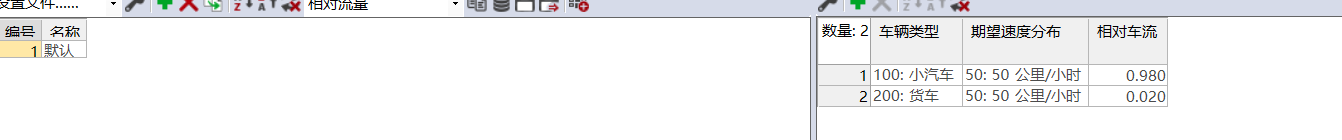 设置文件...... 相对流量
编号 名称
1 默认
数量: 2 车辆类型 期望速度分布 相对车流
1 100: 小汽车 50: 50 公里/小时 0.980
2 200: 货车 50: 50 公里/小时 0.020